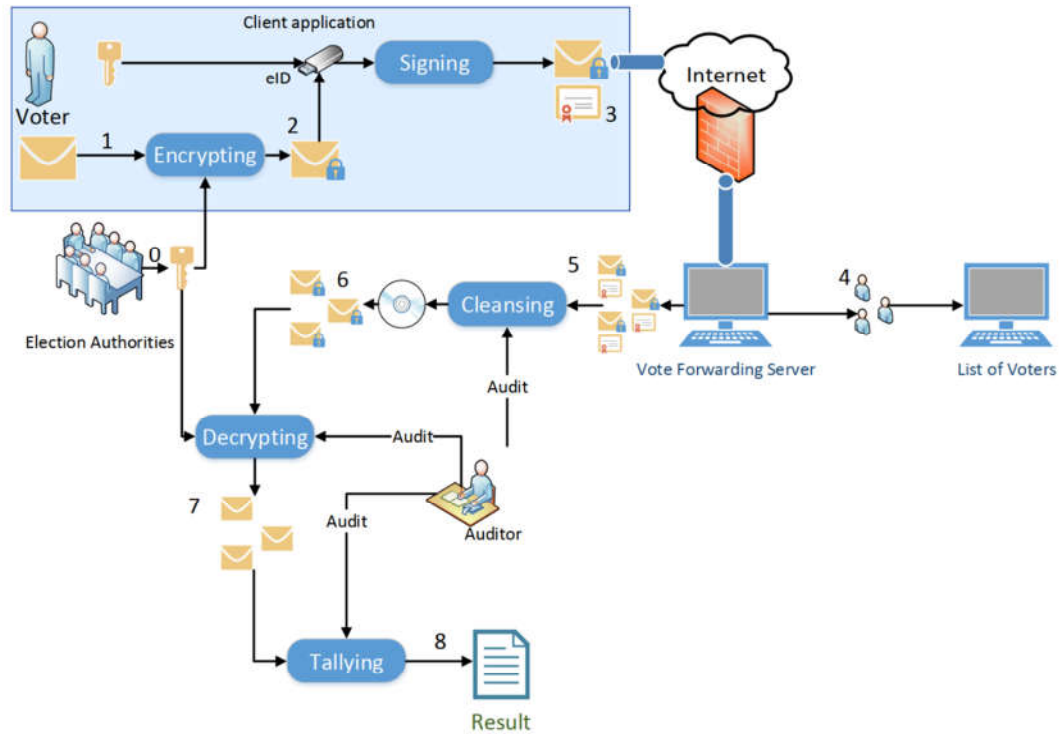 Client application
Signing
Internet
eID
Voter
3
1
2
Encrypting
0
Election Authorities
6
5
4
Cleansing
Vote Forwarding Server
List of Voters
Audit
Decrypting
Audit
7
Audit
Auditor
Tallying
8
Result